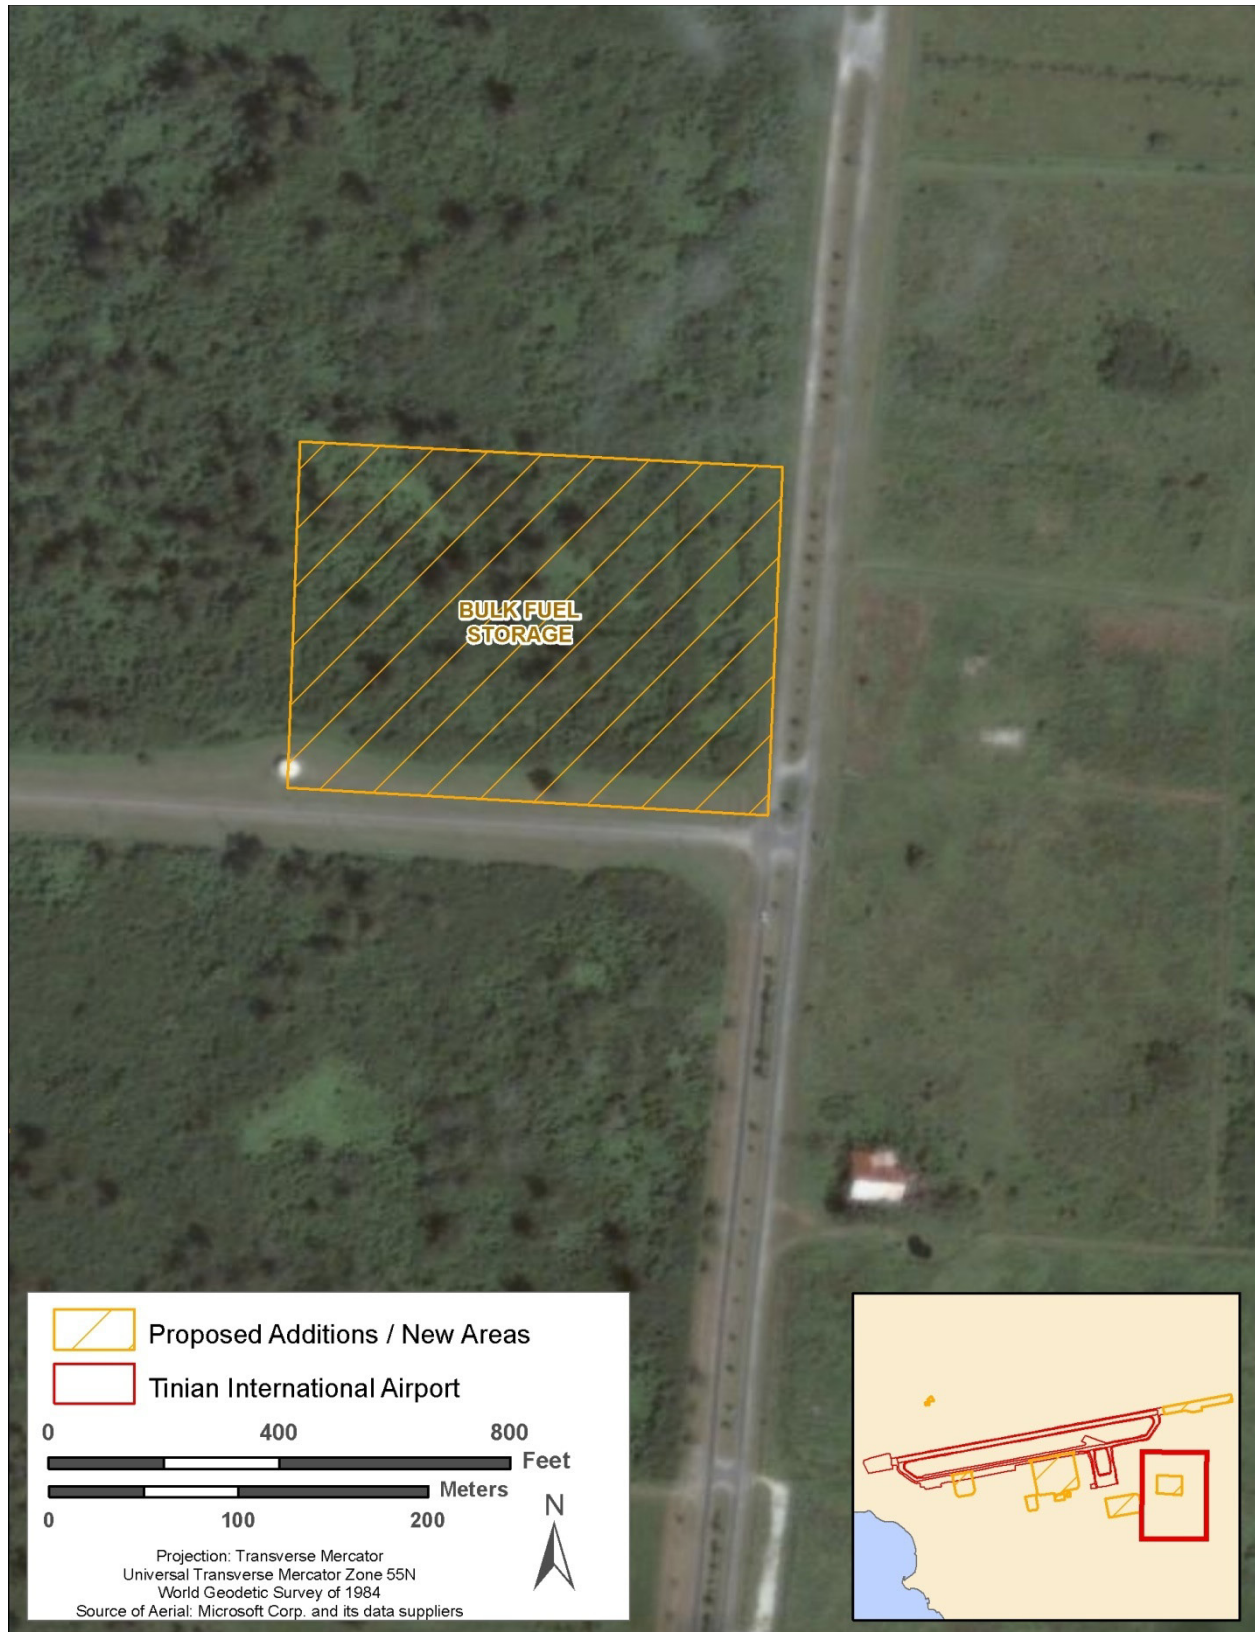 BULK FUEL
STORAGE
Proposed Additions / New Areas
Tinian International Airport
0 400 800
Feet
Meters
0 100 200
N
Projection: Transverse Mercator
Universal Transverse Mercator Zone 55N
World Geodetic Survey of 1984
Source of Aerial: Microsoft Corp. and its data suppliers